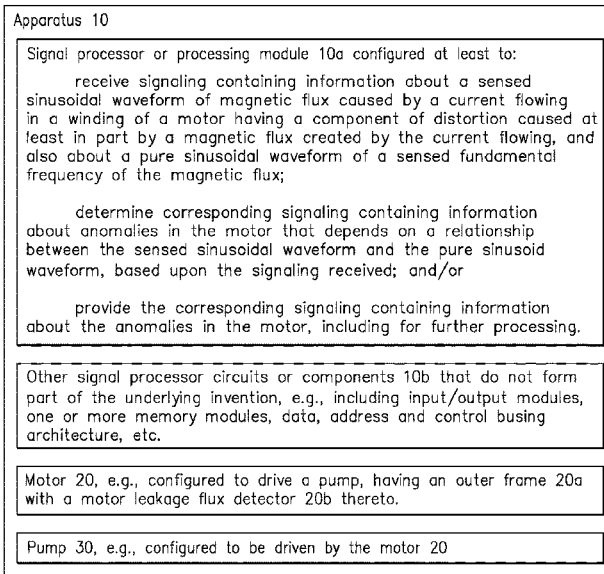 Apparatus 10
Signal processor or processing module 10a configured at least to:
receive signaling containing information about a sensed
sinusoidal waveform of magnetic flux caused by a current flowing
in a winding of a motor having a component of distortion caused at
least in part by a magnetic flux created by the current flowing, and
also about a pure sinusoidal waveform of a sensed fundamental
frequency of the magnetic flux;
determine corresponding signaling containing information
about anomalies in the motor that depends on a relationship
between the sensed sinusoidal waveform and the pure sinusoid
waveform, based upon the signaling received; and/or
provide the corresponding signaling containing information
about the anomalies in the motor, including for further processing.
Other signal processor circuits or components 10b that do not form
part of the underlying invention, e.g., including input/output modules,
one or more memory modules, data, address and control busing
architecture, etc.
Motor 20, e.g., configured to drive a pump, having an outer frame 20a
with a motor leakage flux detector 20b thereto.
Pump 30, e.g., configured to be driven by the motor 20